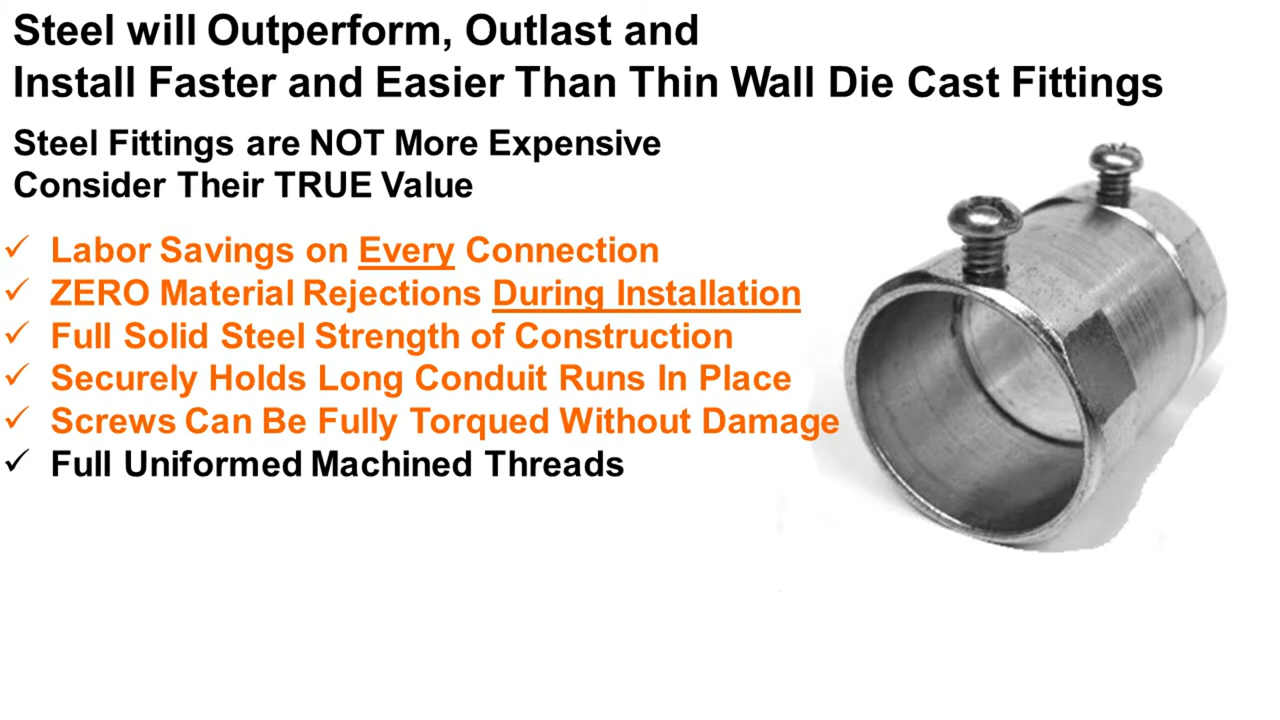 Steel will Outperform, Outlast and
Install Faster and Easier Than Thin Wall Die Cast Fittings
Steel Fittings are NOT More Expensive
Consider Their TRUE Value
✓ Labor Savings on Every Connection
✓ ZERO Material Rejections During Installation
✓ Full Solid Steel Strength of Construction
✓ Securely Holds Long Conduit Runs In Place
✓ Screws Can Be Fully Torqued Without Damage
✓ Full Uniformed Machined Threads